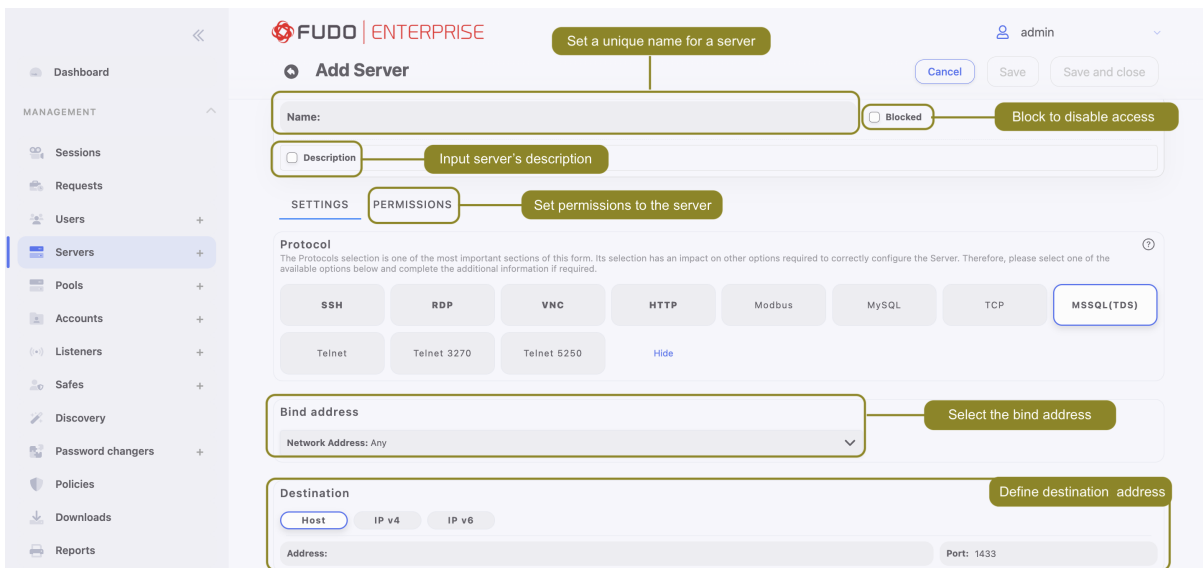 FUDO ENTERPRISE
Set a unique name for a server
admin
Dashboard
Add Server
Cancel
Save
Save and close
MANAGEMENT
Name:
Blocked
Block to disable access
Sessions
Description
Input server's description
Requests
SETTINGS
PERMISSIONS
Set permissions to the server
Users +
Servers +
Protocol
?
The Protocols selection is one of the most important sections of this form. Its selection has an impact on other options required to correctly configure the Server. Therefore, please select one of the
available options below and complete the additional information if required.
Pools +
SSH
RDP
VNC
HTTP
Modbus
MySQL
TCP
MSSQL(TDS)
Accounts +
Listeners +
Telnet
Telnet 3270
Telnet 5250
Hide
Safes +
Discovery
Bind address
Select the bind address
Network Address: Any
Password changers +
Policies
Destination
Define destination address
Downloads
Host
IP v4
IP v6
Reports
Address:
Port: 1433